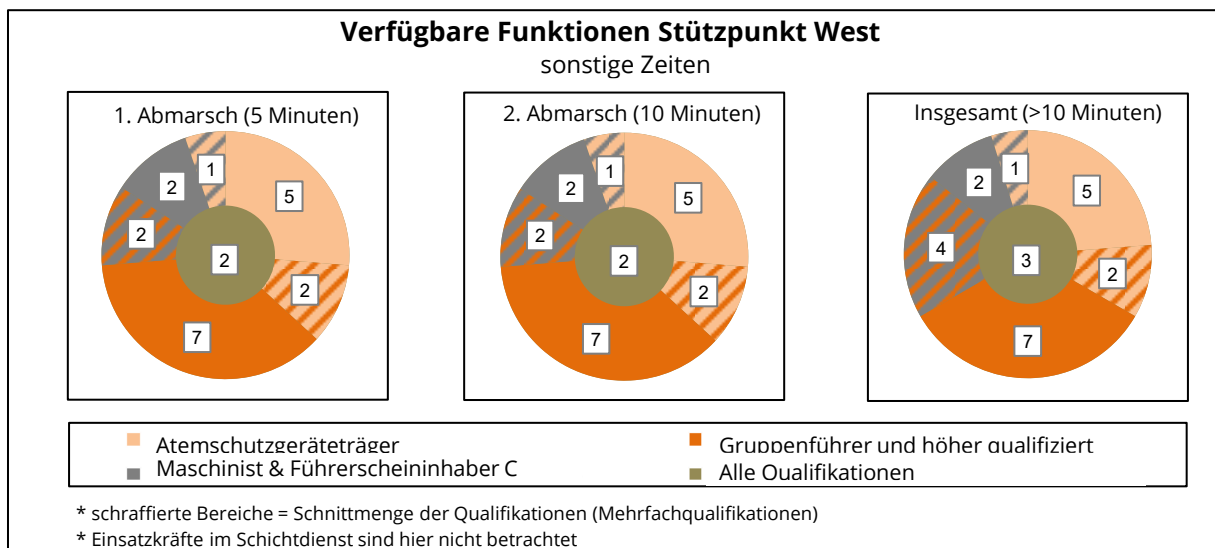 Verfügbare Funktionen Stützpunkt West
sonstige Zeiten
1. Abmarsch (5 Minuten)
1
2
5
2
2
2
7
2. Abmarsch (10 Minuten)
1
2
5
2
2
2
7
Insgesamt (>10 Minuten)
1
2
5
4
3
2
7
Atemschutzgeräteträger
Gruppenführer und höher qualifiziert
Maschinist & Führerscheininhaber C
Alle Qualifikationen
* schraffierte Bereiche = Schnittmenge der Qualifikationen (Mehrfachqualifikationen)
* Einsatzkräfte im Schichtdienst sind hier nicht betrachtet